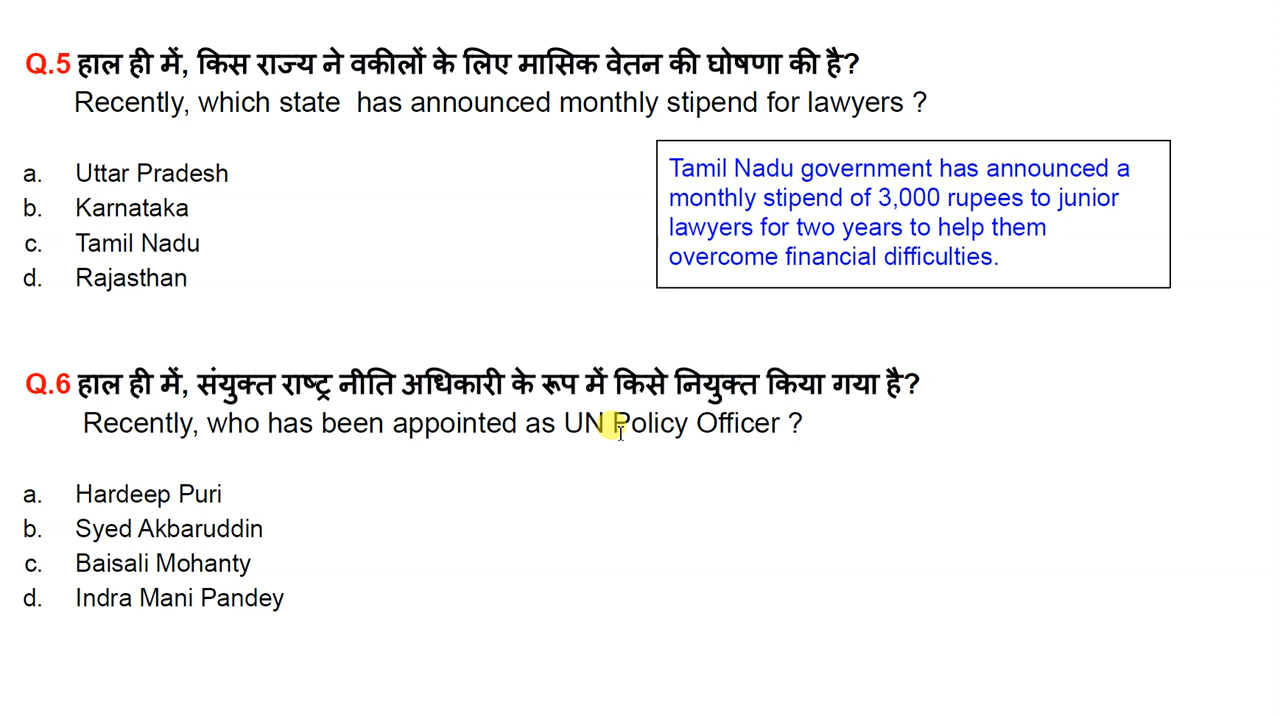 Q.5 हाल ही में, किस राज्य ने वकीलों के लिए मासिक वेतन की घोषणा की है?
Recently, which state has announced monthly stipend for lawyers ?
a. Uttar Pradesh
b. Karnataka
c. Tamil Nadu
d. Rajasthan
Tamil Nadu government has announced a
monthly stipend of 3,000 rupees to junior
lawyers for two years to help them
overcome financial difficulties.
Q.6 हाल ही में, संयुक्त राष्ट्र नीति अधिकारी के रूप में किसे नियुक्त किया गया है?
Recently, who has been appointed as UN Policy Officer ?
a. Hardeep Puri
b. Syed Akbaruddin
c. Baisali Mohanty
d. Indra Mani Pandey